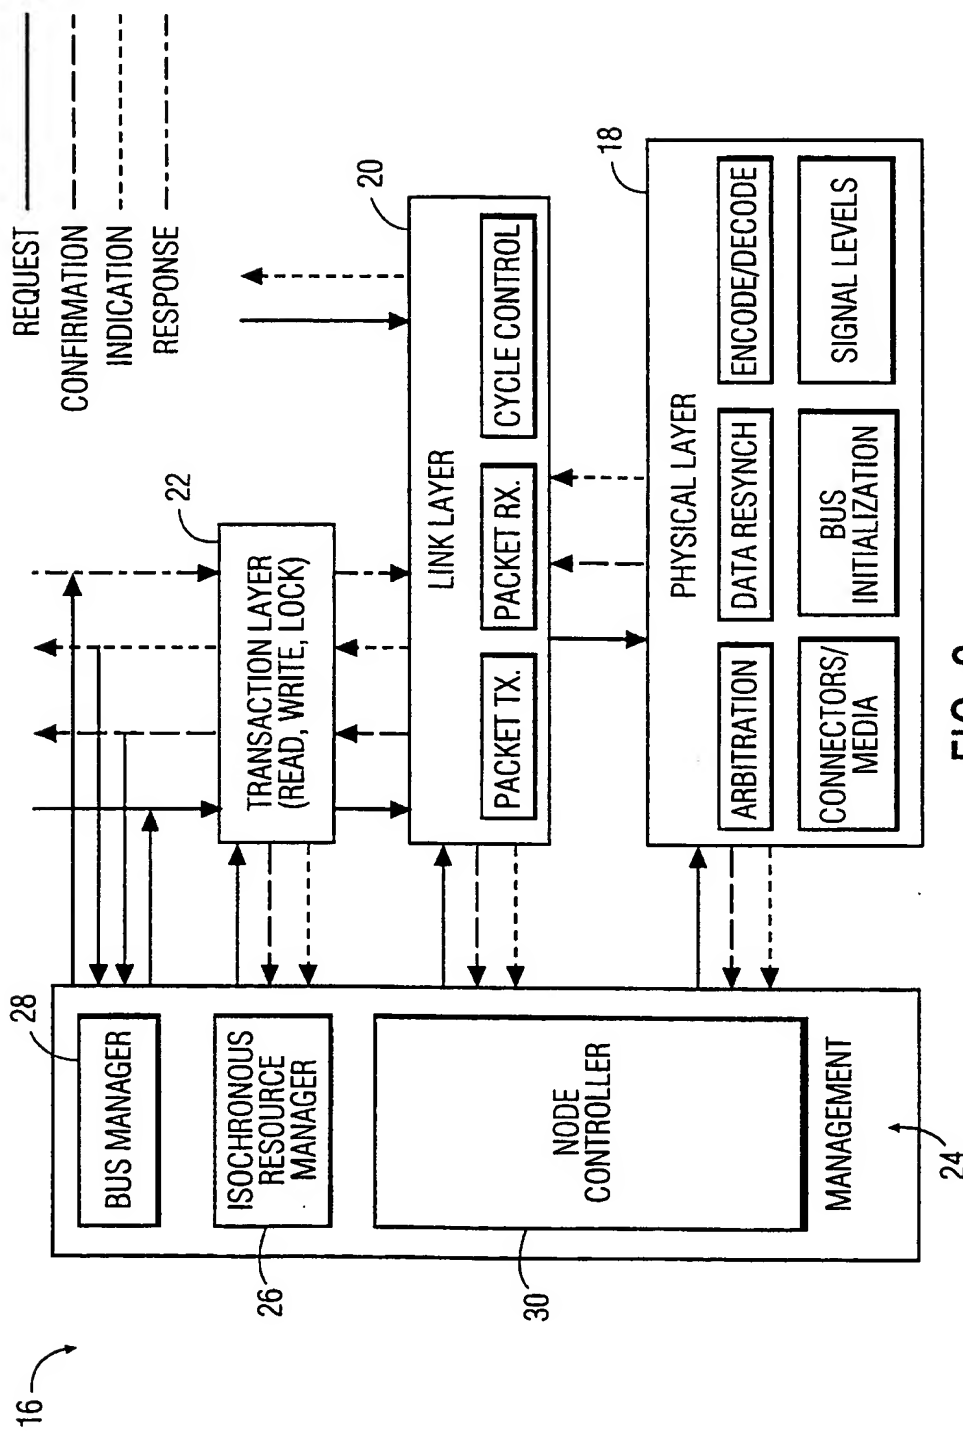 16
28
REQUEST
CONFIRMATION
INDICATION
RESPONSE
BUS MANAGER
22
ISOCHRONOUS
RESOURCE
MANAGER
26
TRANSACTION LAYER
(READ, WRITE, LOCK)
20
LINK LAYER
PACKET TX.
PACKET RX.
CYCLE CONTROL
NODE
CONTROLLER
30
18
PHYSICAL LAYER
ARBITRATION
DATA RESYNCH
ENCODE/DECODE
CONNECTORS/
MEDIA
BUS
INITIALIZATION
SIGNAL LEVELS
MANAGEMENT
24
FIG.